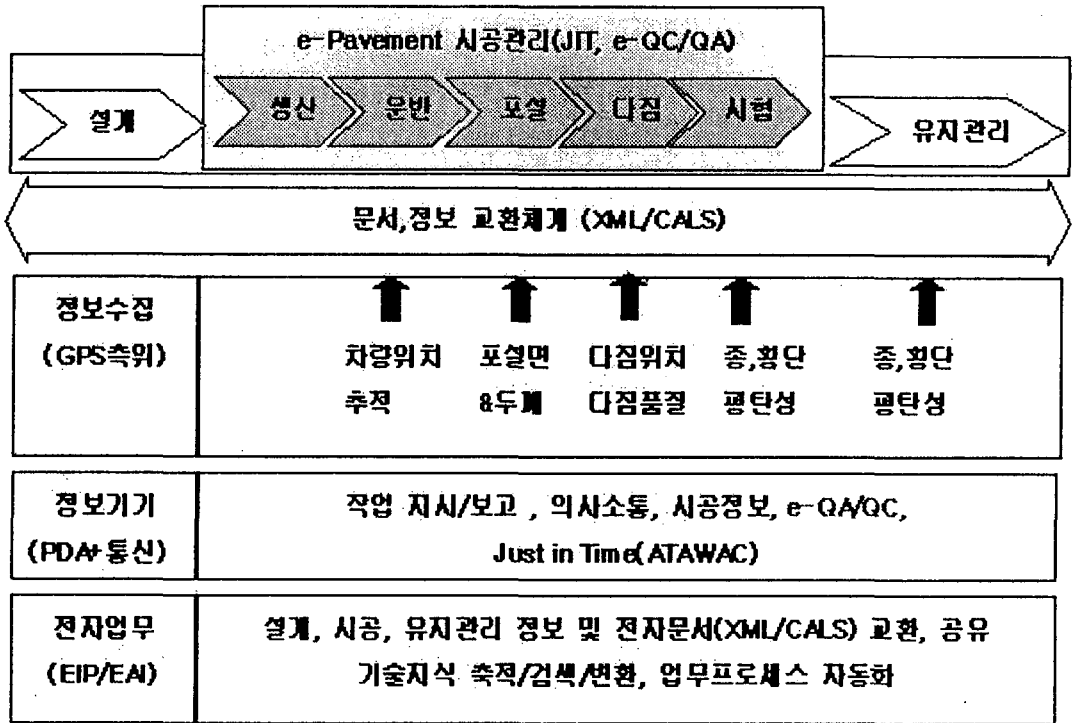 e-Pavement 시공관리(JIT, e-QC/QA)
설계
생산
운반
포설
다짐
시험
유지관리
문서,정보 교환체계 (XML/CALS)
정보수집
(GPS측위)
차량위치
추적
포설면
&두께
다짐위치
다짐품질
종,횡단
평탄성
종,횡단
평탄성
정보기기
(PDA+통신)
작업 지시/보고 , 의사소통, 시공정보, e-QA/QC,
Just in Time(ATAWAC)
전자업무
(EIP/EAI)
설계, 시공, 유지관리 정보 및 전자문서(XML/CALS) 교환, 공유
기술지식 축적/검색/변환, 업무프로세스 자동화